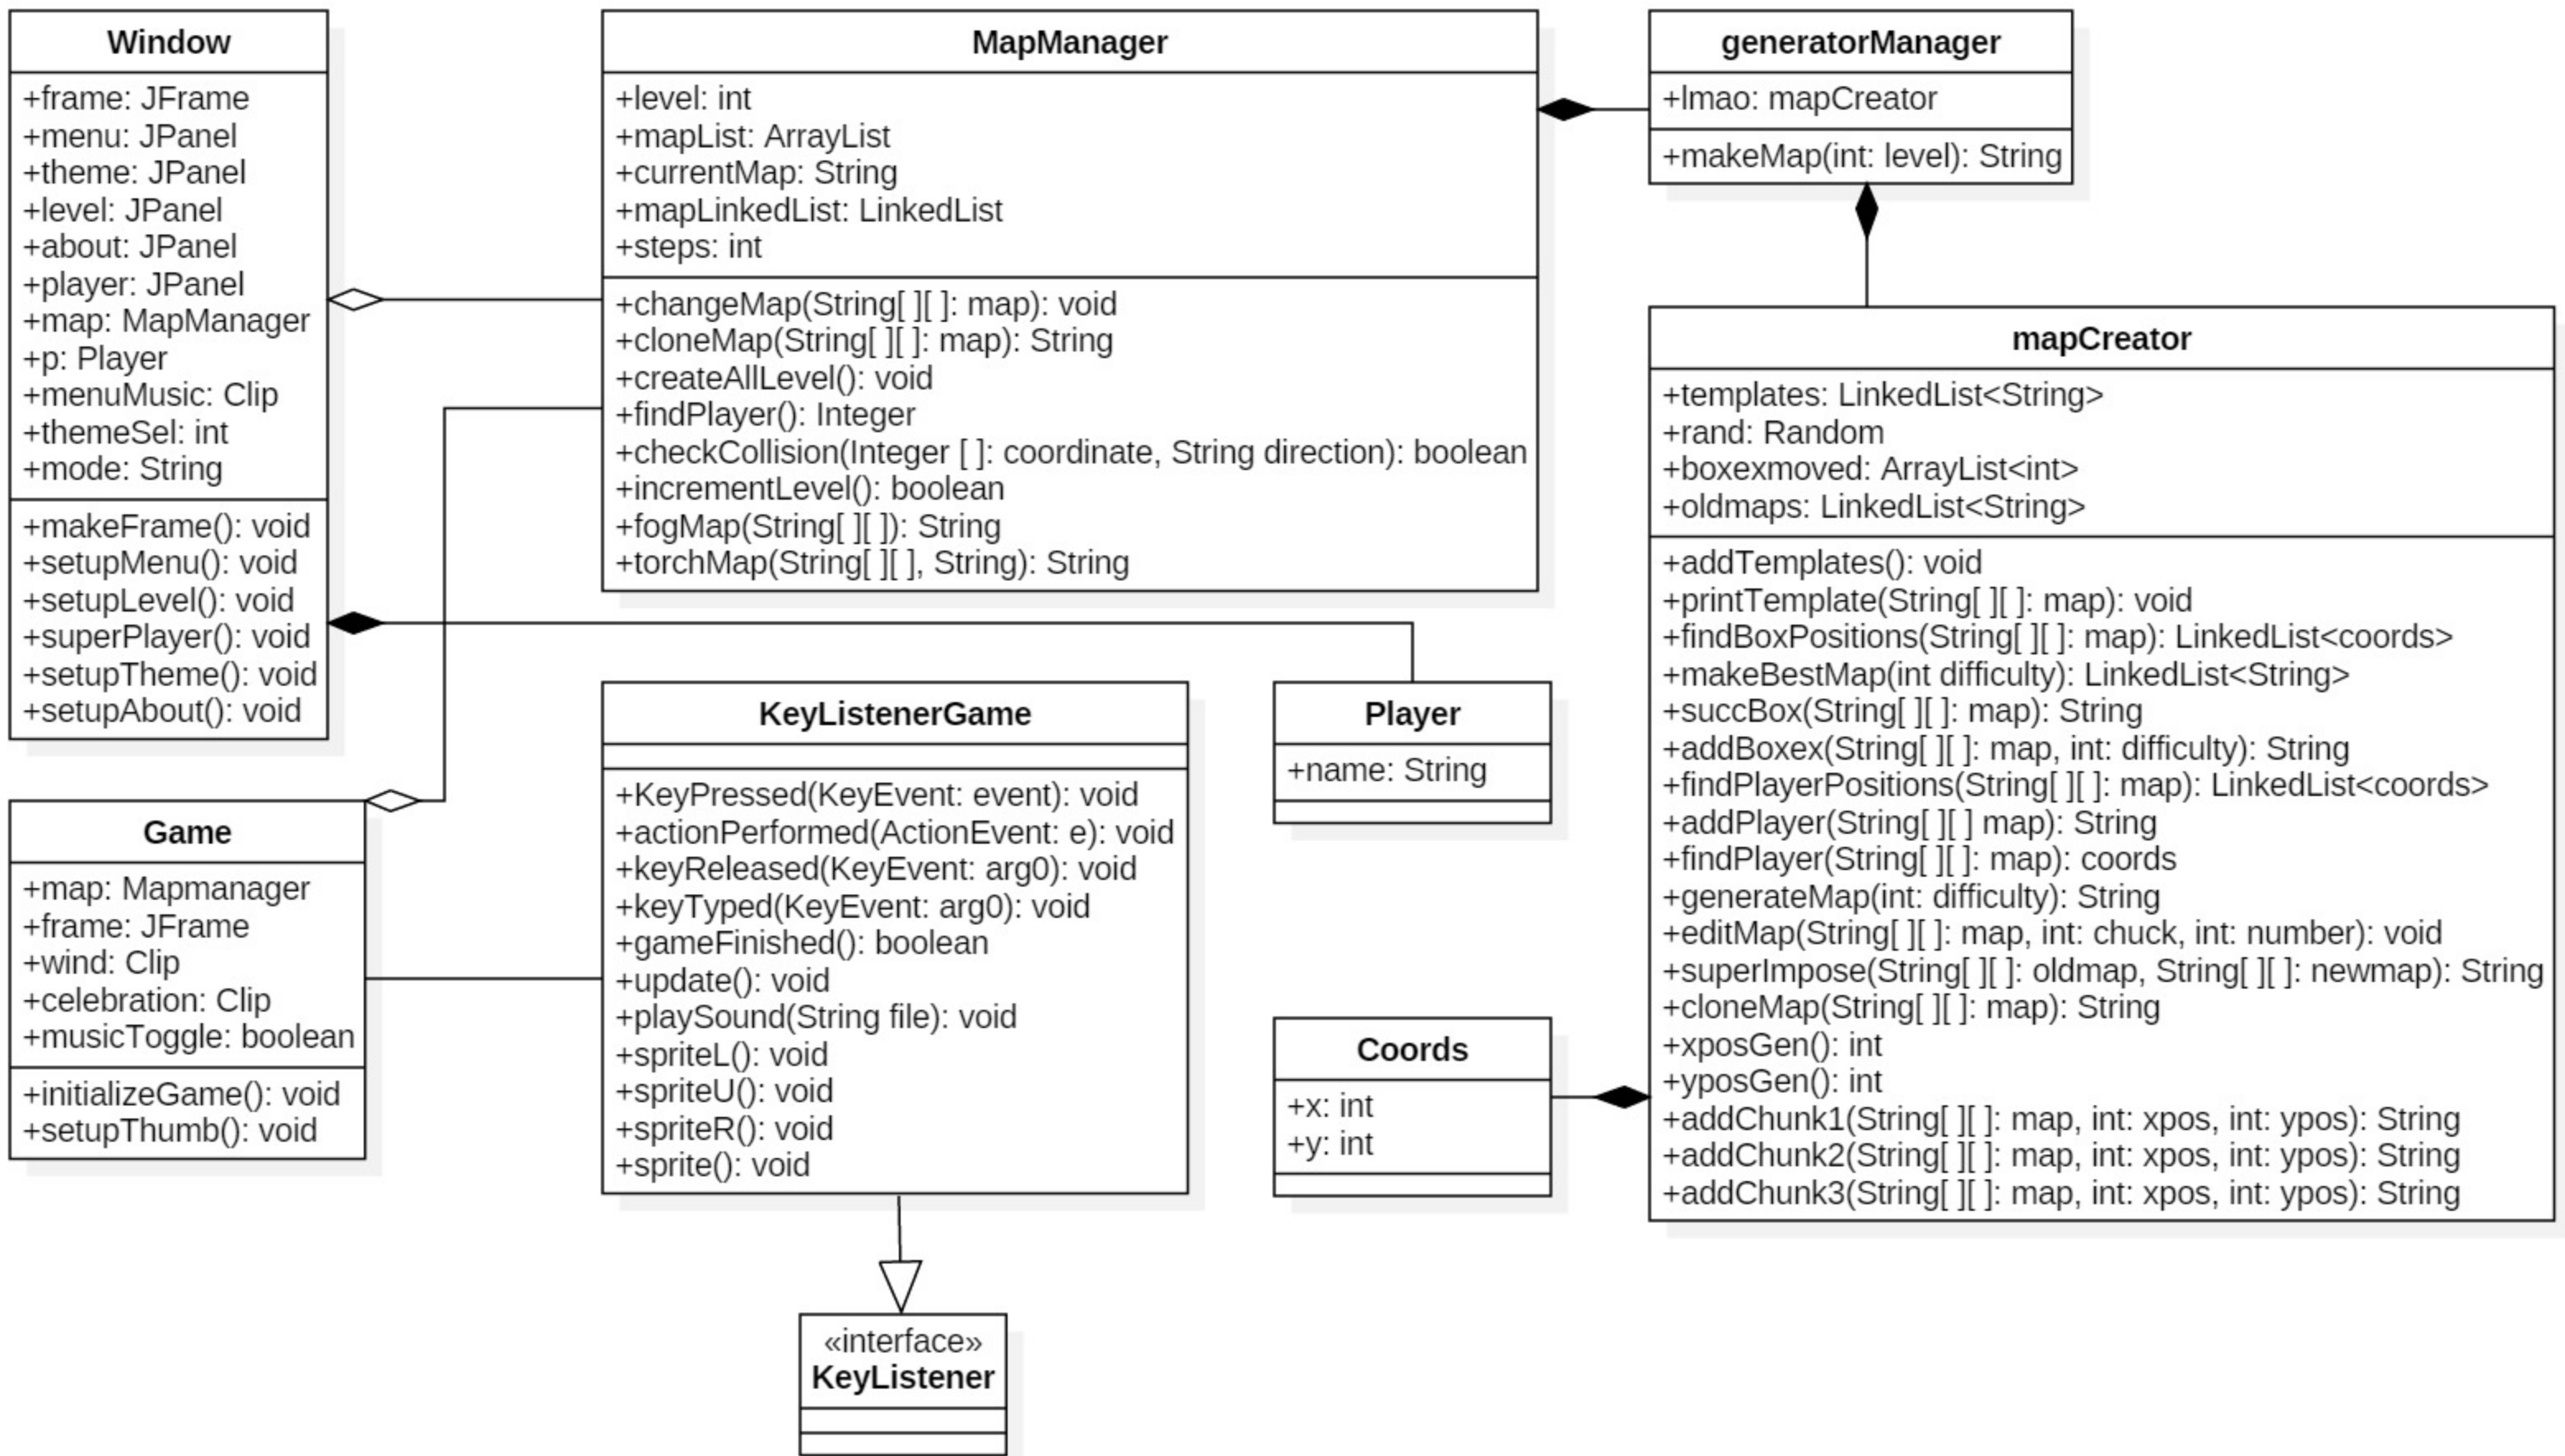 Window
+frame: JFrame
+menu: JPanel
+theme: JPanel
+level: JPanel
+about: JPanel
+player: JPanel
+map: MapManager
+p: Player
+menuMusic: Clip
+themeSel: int
+mode: String
+makeFrame(): void
+setupMenu(): void
+setupLevel(): void
+superPlayer(): void
+setupTheme(): void
+setupAbout(): void
MapManager
+level: int
+mapList: ArrayList
+currentMap: String
+mapLinkedList: LinkedList
+steps: int
+changeMap(String[ ][ ]: map): void
+cloneMap(String[ ][ ]: map): String
+createAllLevel(): void
+findPlayer(): Integer
+checkCollision(Integer [ ]: coordinate, String direction): boolean
+incrementLevel(): boolean
+fogMap(String[ ][ ]): String
+torchMap(String[ ][ ], String): String
generatorManager
+lmao: mapCreator
+makeMap(int: level): String
mapCreator
+templates: LinkedList<String>
+rand: Random
+boxexmoved: ArrayList<int>
+oldmaps: LinkedList<String>
+addTemplates(): void
+printTemplate(String[ ][ ]: map): void
+findBoxPositions(String[ ][ ]: map): LinkedList<coords>
+makeBestMap(int difficulty): LinkedList<String>
+succBox(String[ ][ ]: map): String
+addBoxex(String[ ][ ]: map, int: difficulty): String
+findPlayerPositions(String[ ][ ]: map): LinkedList<coords>
+addPlayer(String[ ][ ] map): String
+findPlayer(String[ ][ ]: map): coords
+generateMap(int: difficulty): String
+editMap(String[ ][ ]: map, int: chuck, int: number): void
+superImpose(String[ ][ ]: oldmap, String[ ][ ]: newmap): String
+cloneMap(String[ ][ ]: map): String
+xposGen(): int
+yposGen(): int
+addChunk1(String[ ][ ]: map, int: xpos, int: ypos): String
+addChunk2(String[ ][ ]: map, int: xpos, int: ypos): String
+addChunk3(String[ ][ ]: map, int: xpos, int: ypos): String
KeyListenerGame
+KeyPressed(KeyEvent: event): void
+actionPerformed(ActionEvent: e): void
+keyReleased(KeyEvent: arg0): void
+keyTyped(KeyEvent: arg0): void
+gameFinished(): boolean
+update(): void
+playSound(String file): void
+spriteL(): void
+spriteU(): void
+spriteR(): void
+sprite(): void
Player
+name: String
Game
+map: Mapmanager
+frame: JFrame
+wind: Clip
+celebration: Clip
+musicToggle: boolean
+initializeGame(): void
+setupThumb(): void
Coords
+x: int
+y: int
«interface»
KeyListener